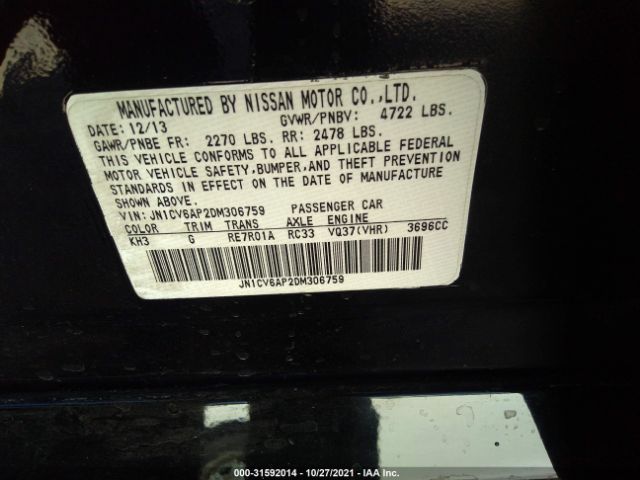 MANUFACTURED BY NISSAN MOTOR CO.,LTD.
DATE: 12/13 GVWR/PNBV: 4722 LBS.
GAWR/PNBE FR: 2270 LBS. RR: 2478 LBS.
THIS VEHICLE CONFORMS TO ALL APPLICABLE FEDERAL
MOTOR VEHICLE SAFETY, BUMPER, AND THEFT PREVENTION
STANDARDS IN EFFECT ON THE DATE OF MANUFACTURE
SHOWN ABOVE.
VIN: JN1CV6AP2DM306759 PASSENGER CAR
COLOR TRIM TRANS AXLE ENGINE
KH3 G RE7R01A RC33 VQ37(VHR) 3696CC
JN1CV6AP2DM306759
000-31592014 - 10/27/2021 - IAA Inc.